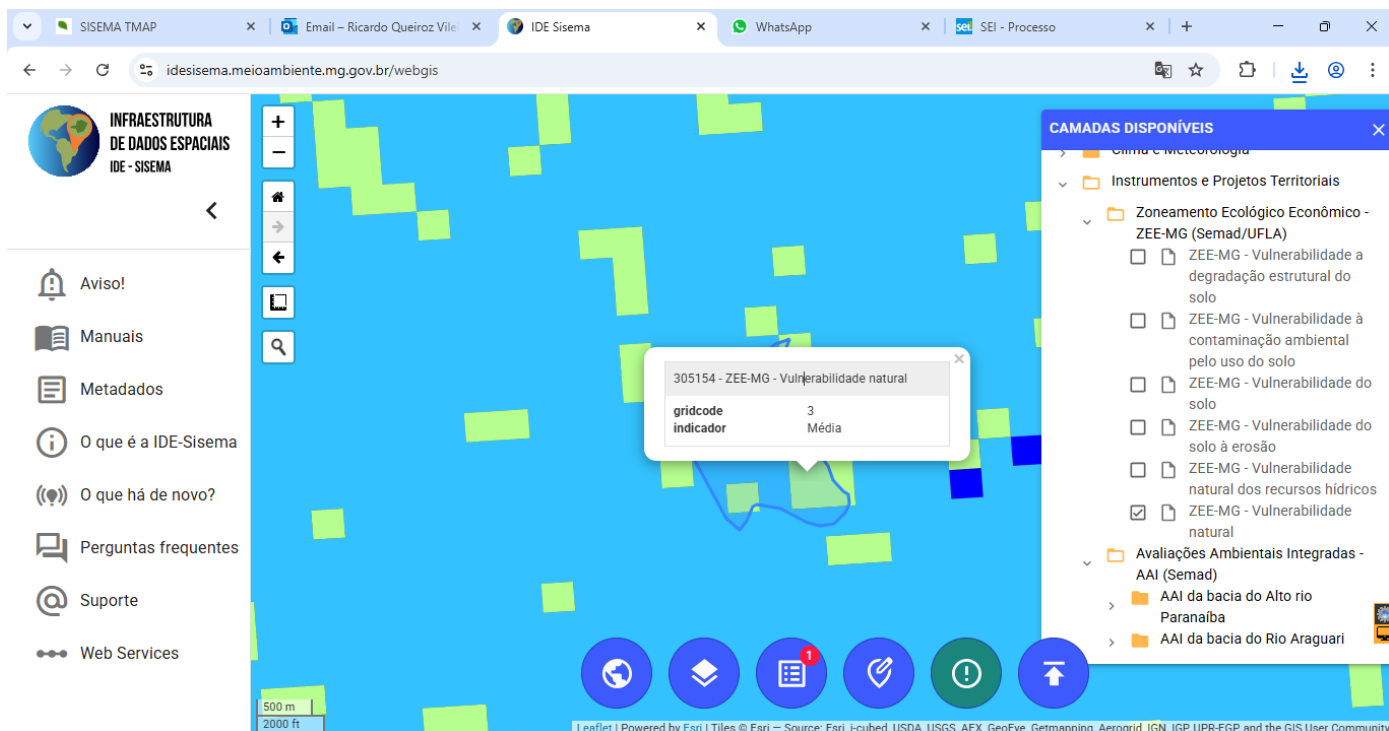 SISEMA TMAP
Email – Ricardo Queiroz Vile
IDE Sisema
WhatsApp
SEI - Processo
idesisema.meioambiente.mg.gov.br/webgis
INFRAESTRUTURA
DE DADOS ESPACIAIS
IDE - SISEMA
Aviso!
Manuais
Metadados
O que é a IDE-Sisema
O que há de novo?
Perguntas frequentes
Suporte
Web Services
+
−
305154 - ZEE-MG - Vulnerabilidade natural
×
gridcode 3
indicador Média
CAMADAS DISPONÍVEIS
Clima e Meteorologia
Instrumentos e Projetos Territoriais
Zoneamento Ecológico Econômico -
ZEE-MG (Semad/UFLA)
ZEE-MG - Vulnerabilidade a
degradação estrutural do
solo
ZEE-MG - Vulnerabilidade à
contaminação ambiental
pelo uso do solo
ZEE-MG - Vulnerabilidade do
solo
ZEE-MG - Vulnerabilidade do
solo à erosão
ZEE-MG - Vulnerabilidade
natural dos recursos hídricos
ZEE-MG - Vulnerabilidade
natural
Avaliações Ambientais Integradas -
AAI (Semad)
AAI da bacia do Alto rio
Paranaíba
AAI da bacia do Rio Araguari
1
500 m
2000 ft
Leaflet | Powered by Esri | Tiles © Esri — Source: Esri, i-cubed, USDA, USGS, AEX, GeoEye, Getmapping, Aerogrid, IGN, IGP, UPR-EGP, and the GIS User Community